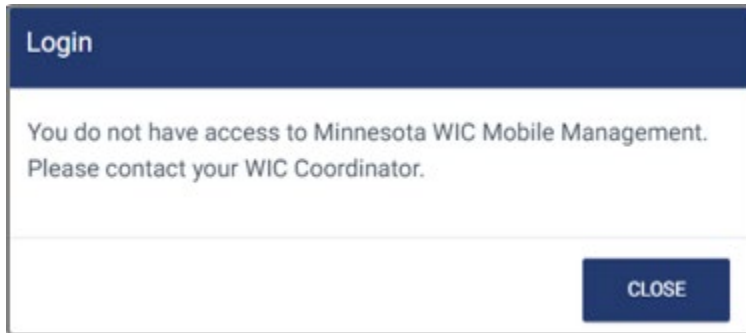 Login
You do not have access to Minnesota WIC Mobile Management.
Please contact your WIC Coordinator.
CLOSE